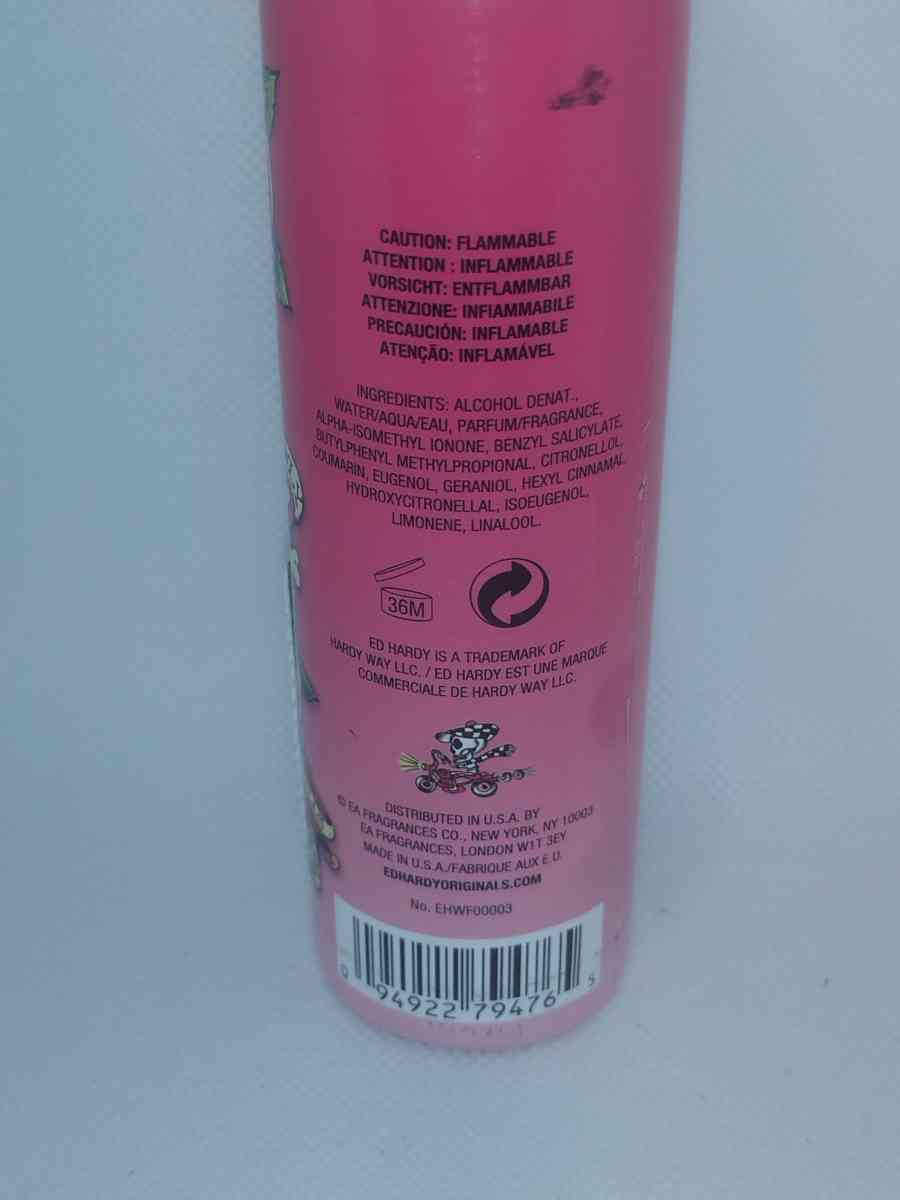 CAUTION: FLAMMABLE
ATTENTION : INFLAMMABLE
VORSICHT: ENTFLAMMBAR
ATTENZIONE: INFIAMMABILE
PRECAUCIÓN: INFLAMABLE
ATENÇÃO: INFLAMÁVEL
INGREDIENTS: ALCOHOL DENAT.,
WATER/AQUA/EAU, PARFUM/FRAGRANCE,
ALPHA-ISOMETHYL IONONE, BENZYL SALICYLATE,
BUTYLPHENYL METHYLPROPIONAL, CITRONELLOL,
COUMARIN, EUGENOL, GERANIOL, HEXYL CINNAMAL
HYDROXYCITRONELLAL, ISOEUGENOL,
LIMONENE, LINALOOL.
36M
ED HARDY IS A TRADEMARK OF
HARDY WAY LLC. / ED HARDY EST UNE MARQUE
COMMERCIALE DE HARDY WAY LLC.
DISTRIBUTED IN U.S.A. BY
© EA FRAGRANCES CO., NEW YORK, NY 10003
EA FRAGRANCES, LONDON W1T 3EY
MADE IN U.S.A./FABRIQUE AUX E.U.
EDHARDYORIGINALS.COM
No. EHWF00003
0 94922 79476 5